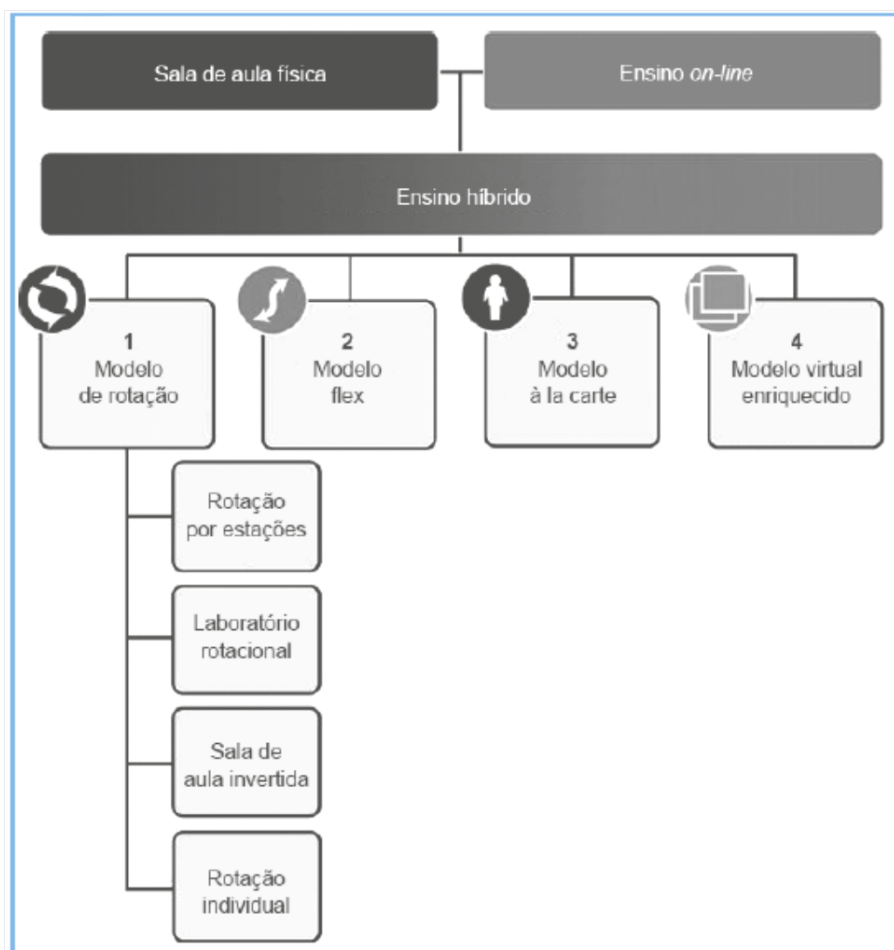 Sala de aula física
Ensino on-line
Ensino híbrido
1
Modelo
de rotação
2
Modelo
flex
3
Modelo
à la carte
4
Modelo virtual
enriquecido
Rotação
por estações
Laboratório
rotacional
Sala de
aula invertida
Rotação
individual